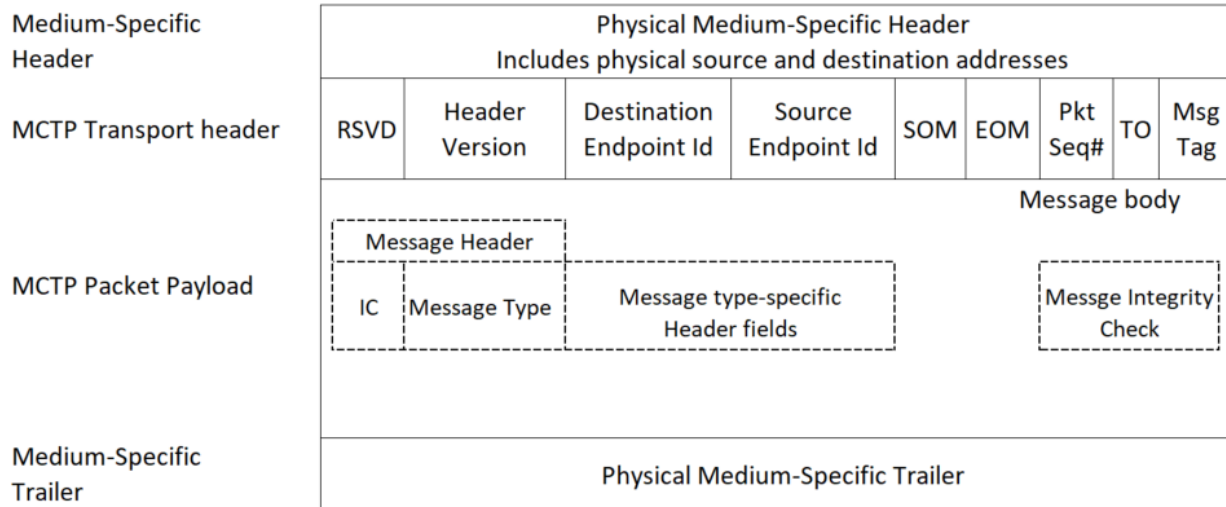 Medium-Specific
Header
Physical Medium-Specific Header
Includes physical source and destination addresses
MCTP Transport header
RSVD
Header
Version
Destination
Endpoint Id
Source
Endpoint Id
SOM
EOM
Pkt
Seq#
TO
Msg
Tag
Message body
MCTP Packet Payload
Message Header
IC
Message Type
Message type-specific
Header fields
Messge Integrity
Check
Medium-Specific
Trailer
Physical Medium-Specific Trailer